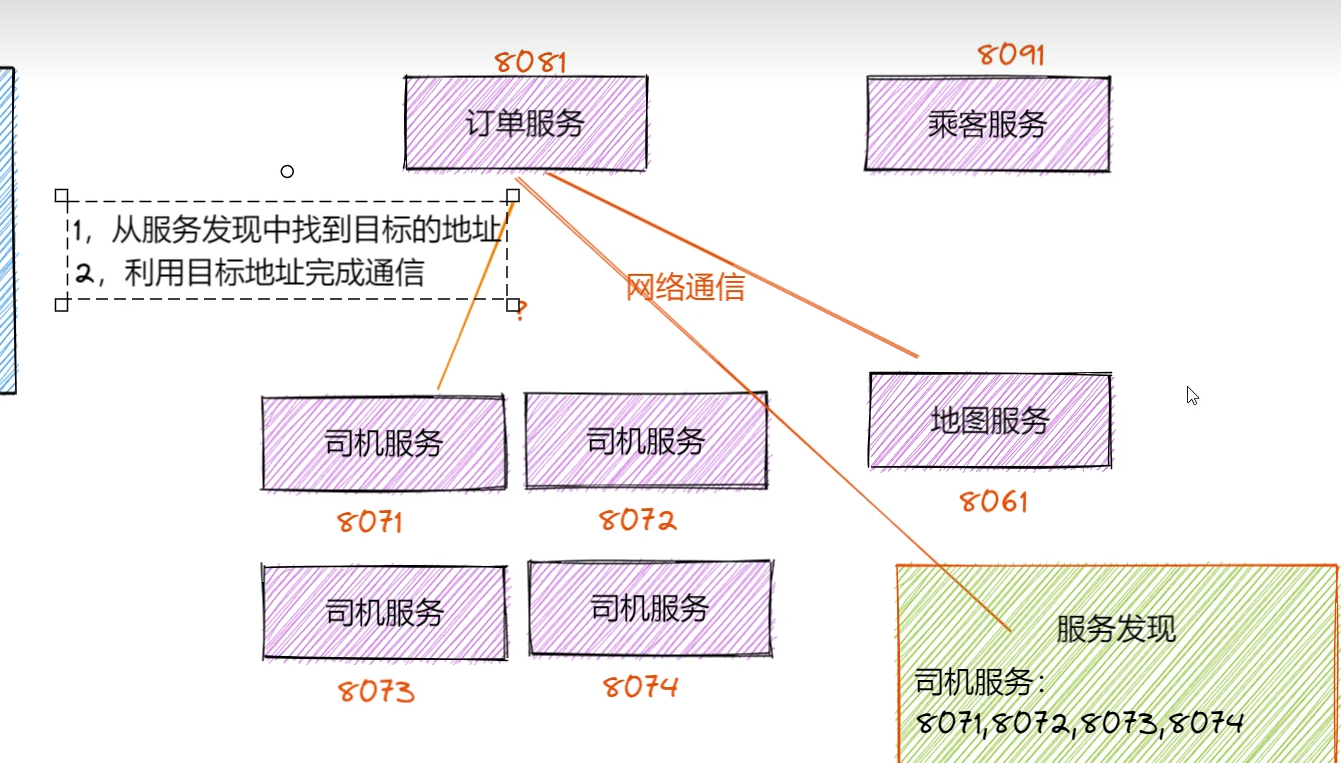 8081
8091
订单服务
乘客服务
1，从服务发现中找到目标的地址
2，利用目标地址完成通信
网络通信
?
司机服务
司机服务
地图服务
8071
8072
8061
司机服务
司机服务
服务发现
8073
8074
司机服务：
8071,8072,8073,8074